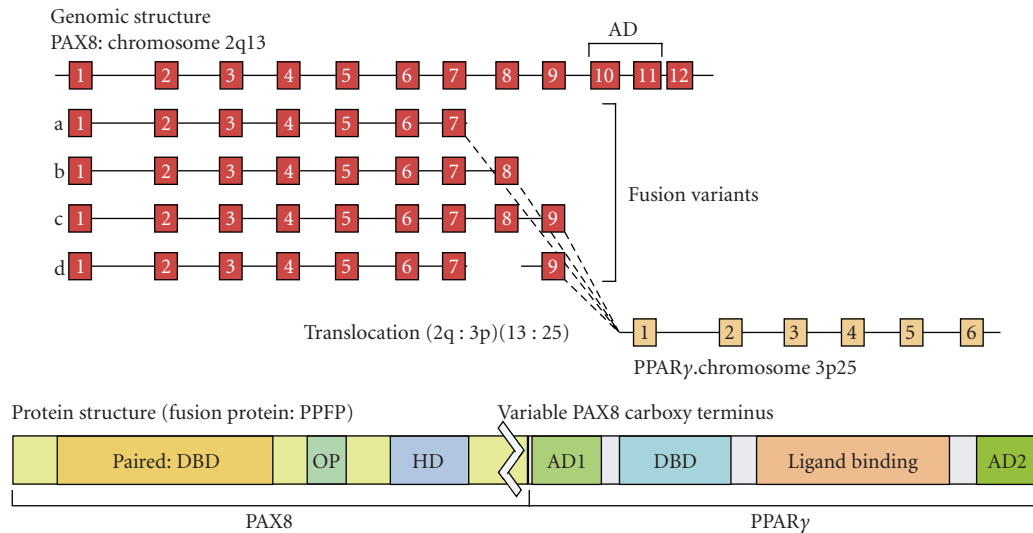 Genomic structure
PAX8: chromosome 2q13
AD
1 2 3 4 5 6 7 8 9 10 11 12
a 1 2 3 4 5 6 7
b 1 2 3 4 5 6 7 8
Fusion variants
c 1 2 3 4 5 6 7 8 9
d 1 2 3 4 5 6 7 9
Translocation (2q : 3p)(13 : 25)
1 2 3 4 5 6
PPARγ.chromosome 3p25
Protein structure (fusion protein: PPFP)
Variable PAX8 carboxy terminus
Paired: DBD OP HD AD1 DBD Ligand binding AD2
PAX8
PPARγ